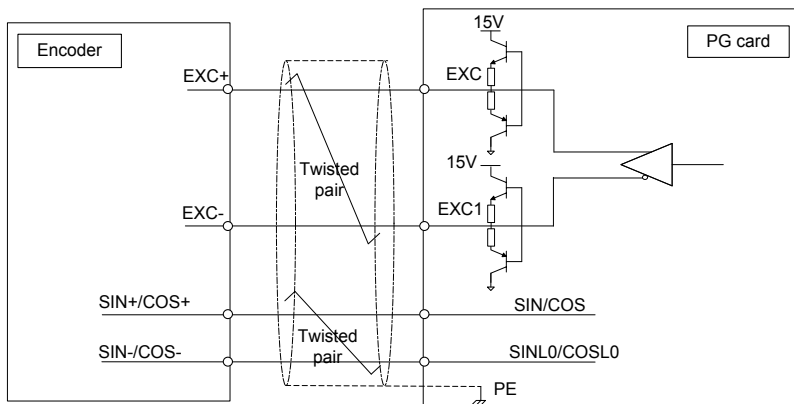 Encoder
15V
PG card
EXC+
EXC
Twisted
pair
15V
EXC-
EXC1
SIN+/COS+
SIN/COS
Twisted
pair
SIN-/COS-
SINL0/COSL0
PE